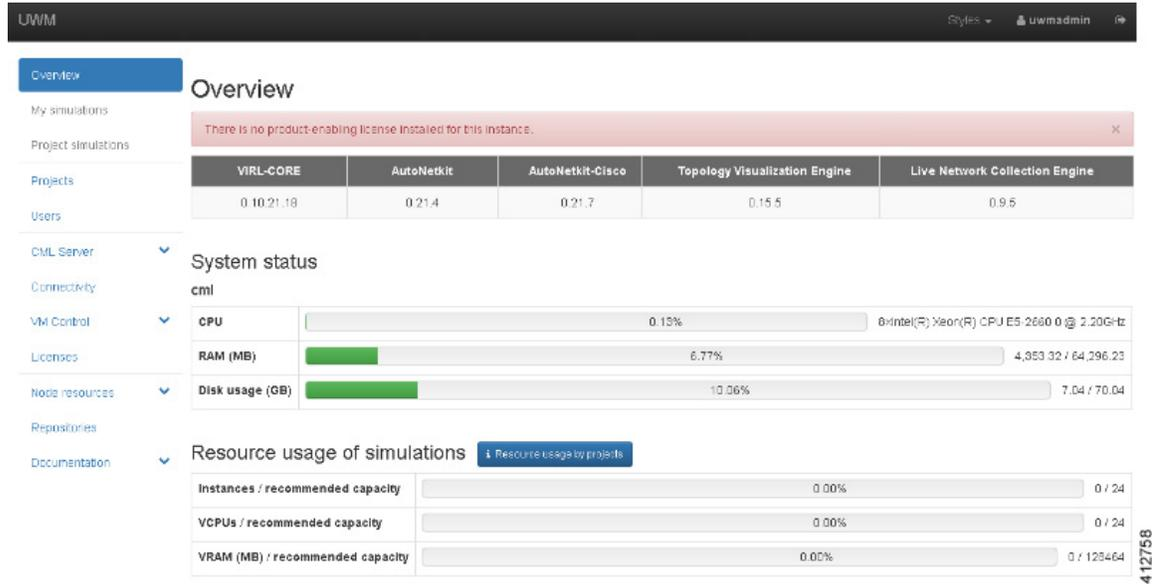 UWM Styles uwmadmin
Overview
My simulations
Project simulations
Projects
Users
CML Server
Connectivity
VM Control
Licenses
Node resources
Repositories
Documentation
Overview
There is no product-enabling license installed for this instance. ×
VIRL-CORE AutoNetkit AutoNetkit-Cisco Topology Visualization Engine Live Network Collection Engine
0.10.21.18 0.21.4 0.21.7 0.15.5 0.9.5
System status
cml
CPU 0.13% 8xIntel(R) Xeon(R) CPU E5-2660 0 @ 2.20GHz
RAM (MB) 6.77% 4,353.32 / 64,296.23
Disk usage (GB) 10.06% 7.04 / 70.04
Resource usage of simulations i Resource usage by projects
Instances / recommended capacity 0.00% 0 / 24
VCPUs / recommended capacity 0.00% 0 / 24
VRAM (MB) / recommended capacity 0.00% 0 / 128464
412758